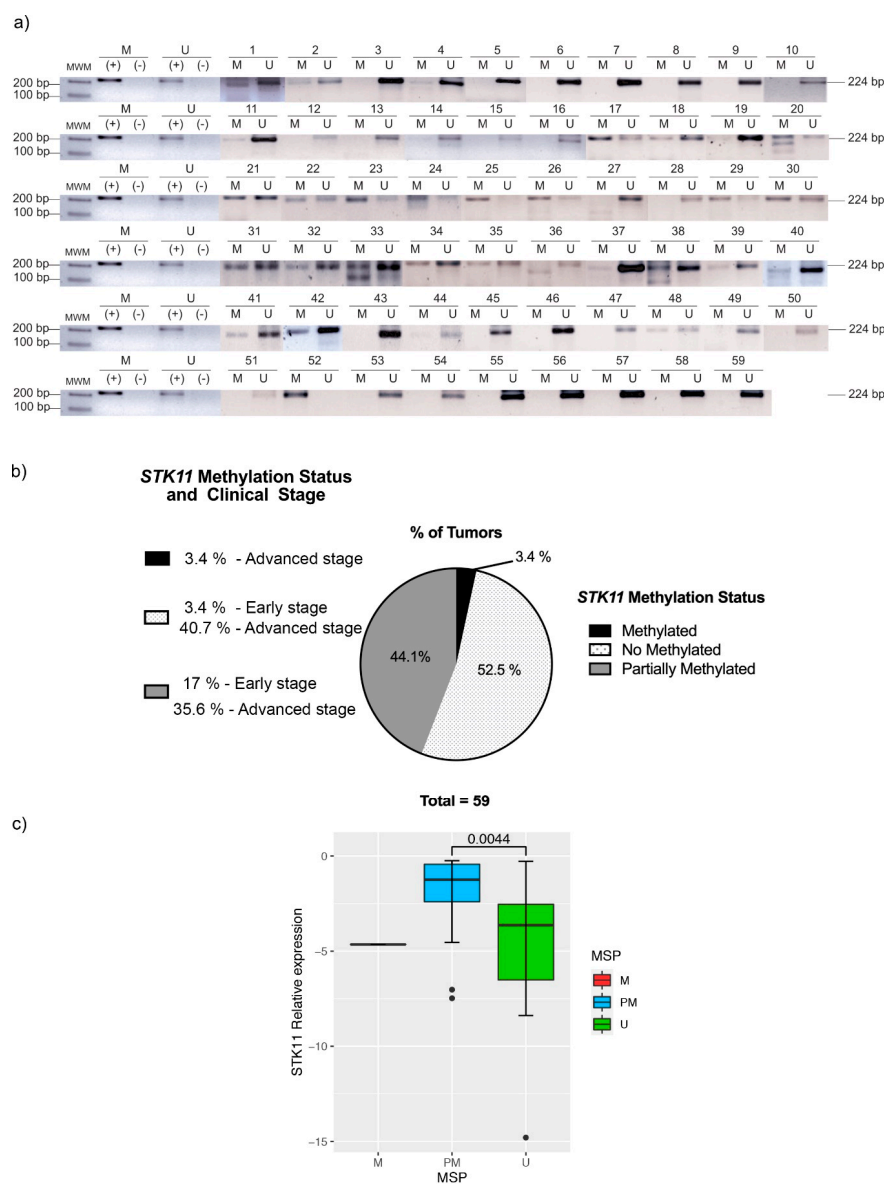 a)
M U 1 2 3 4 5 6 7 8 9 10
MWM (+) (-) (+) (-) M U M U M U M U M U M U M U M U M U M U
200 bp 224 bp
100 bp
M U 11 12 13 14 15 16 17 18 19 20
MWM (+) (-) (+) (-) M U M U M U M U M U M U M U M U M U M U
200 bp 224 bp
100 bp
M U 21 22 23 24 25 26 27 28 29 30
MWM (+) (-) (+) (-) M U M U M U M U M U M U M U M U M U M U
200 bp 224 bp
100 bp
M U 31 32 33 34 35 36 37 38 39 40
MWM (+) (-) (+) (-) M U M U M U M U M U M U M U M U M U M U
200 bp 224 bp
100 bp
M U 41 42 43 44 45 46 47 48 49 50
MWM (+) (-) (+) (-) M U M U M U M U M U M U M U M U M U M U
200 bp 224 bp
100 bp
M U 51 52 53 54 55 56 57 58 59
MWM (+) (-) (+) (-) M U M U M U M U M U M U M U M U M U
200 bp 224 bp
100 bp
b)
STK11 Methylation Status
and Clinical Stage
3.4 % - Advanced stage
3.4 % - Early stage
40.7 % - Advanced stage
17 % - Early stage
35.6 % - Advanced stage
% of Tumors
3.4 %
44.1%
52.5 %
Total = 59
STK11 Methylation Status
Methylated
No Methylated
Partially Methylated
c)
0.0044
0
−5
−10
−15
STK11 Relative expression
M PM U
MSP
MSP
M
PM
U